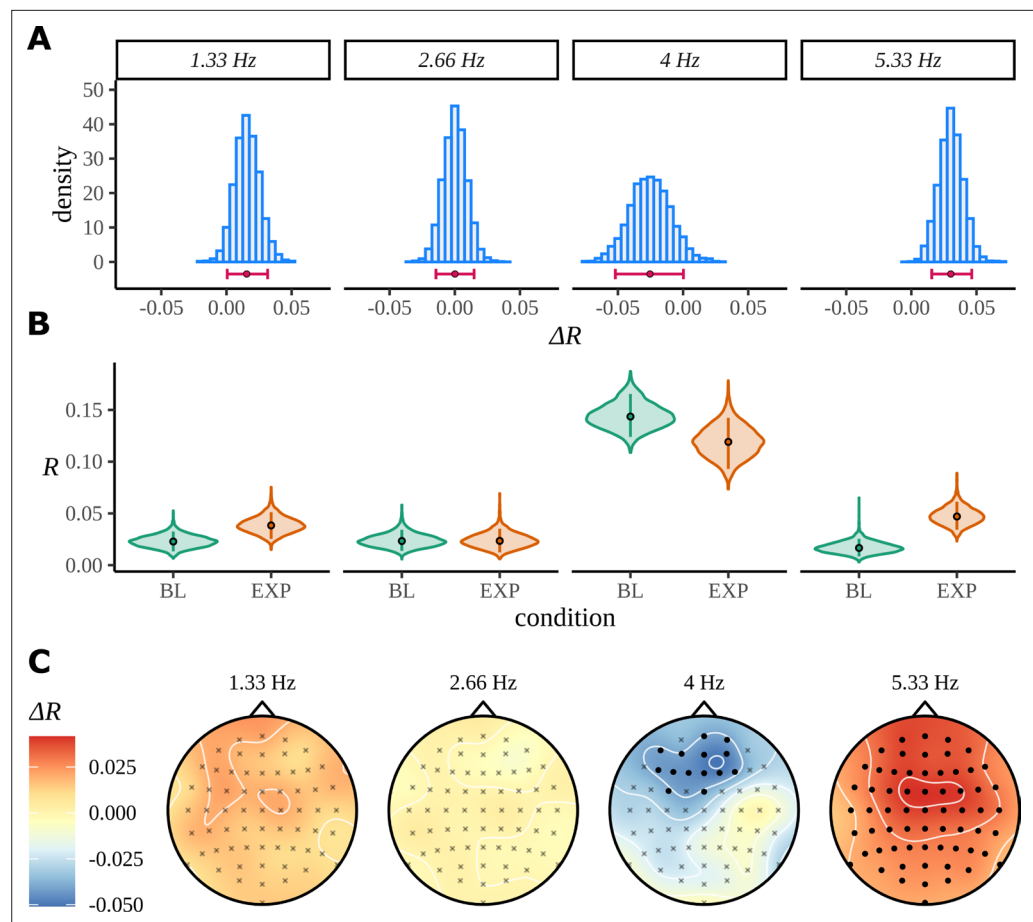 A
1.33 Hz 2.66 Hz 4 Hz 5.33 Hz
50
40
30
20
10
0
density
-0.05 0.00 0.05 -0.05 0.00 0.05 -0.05 0.00 0.05 -0.05 0.00 0.05
ΔR
B
0.15
0.10
0.05
0.00
R
BL EXP BL EXP BL EXP BL EXP
condition
C
1.33 Hz 2.66 Hz 4 Hz 5.33 Hz
ΔR
0.025
0.000
-0.025
-0.050